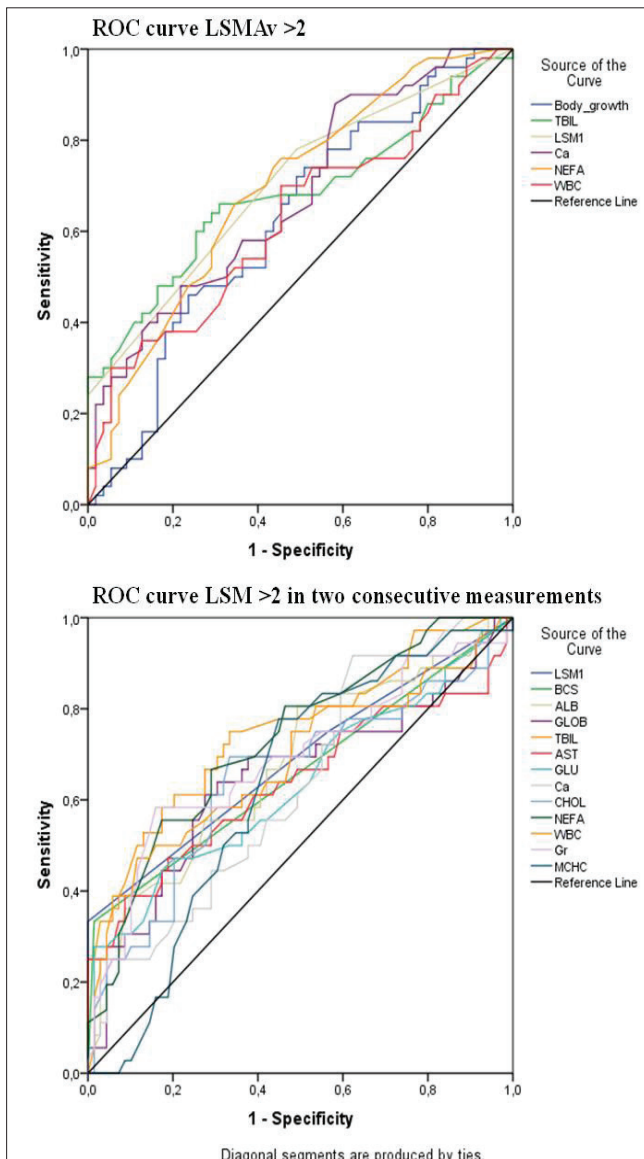 ROC curve LSMAv >2
Source of the
Curve
Body_growth
TBIL
LSM1
Ca
NEFA
WBC
Reference Line
1,0
0,8
0,6
0,4
0,2
0,0
Sensitivity
0,0 0,2 0,4 0,6 0,8 1,0
1 - Specificity
ROC curve LSM >2 in two consecutive measurements
Source of the
Curve
LSM1
BCS
ALB
GLOB
TBIL
AST
GLU
Ca
CHOL
NEFA
WBC
Gr
MCHC
Reference Line
1,0
0,8
0,6
0,4
0,2
0,0
Sensitivity
0,0 0,2 0,4 0,6 0,8 1,0
1 - Specificity
Diagonal segments are produced by ties